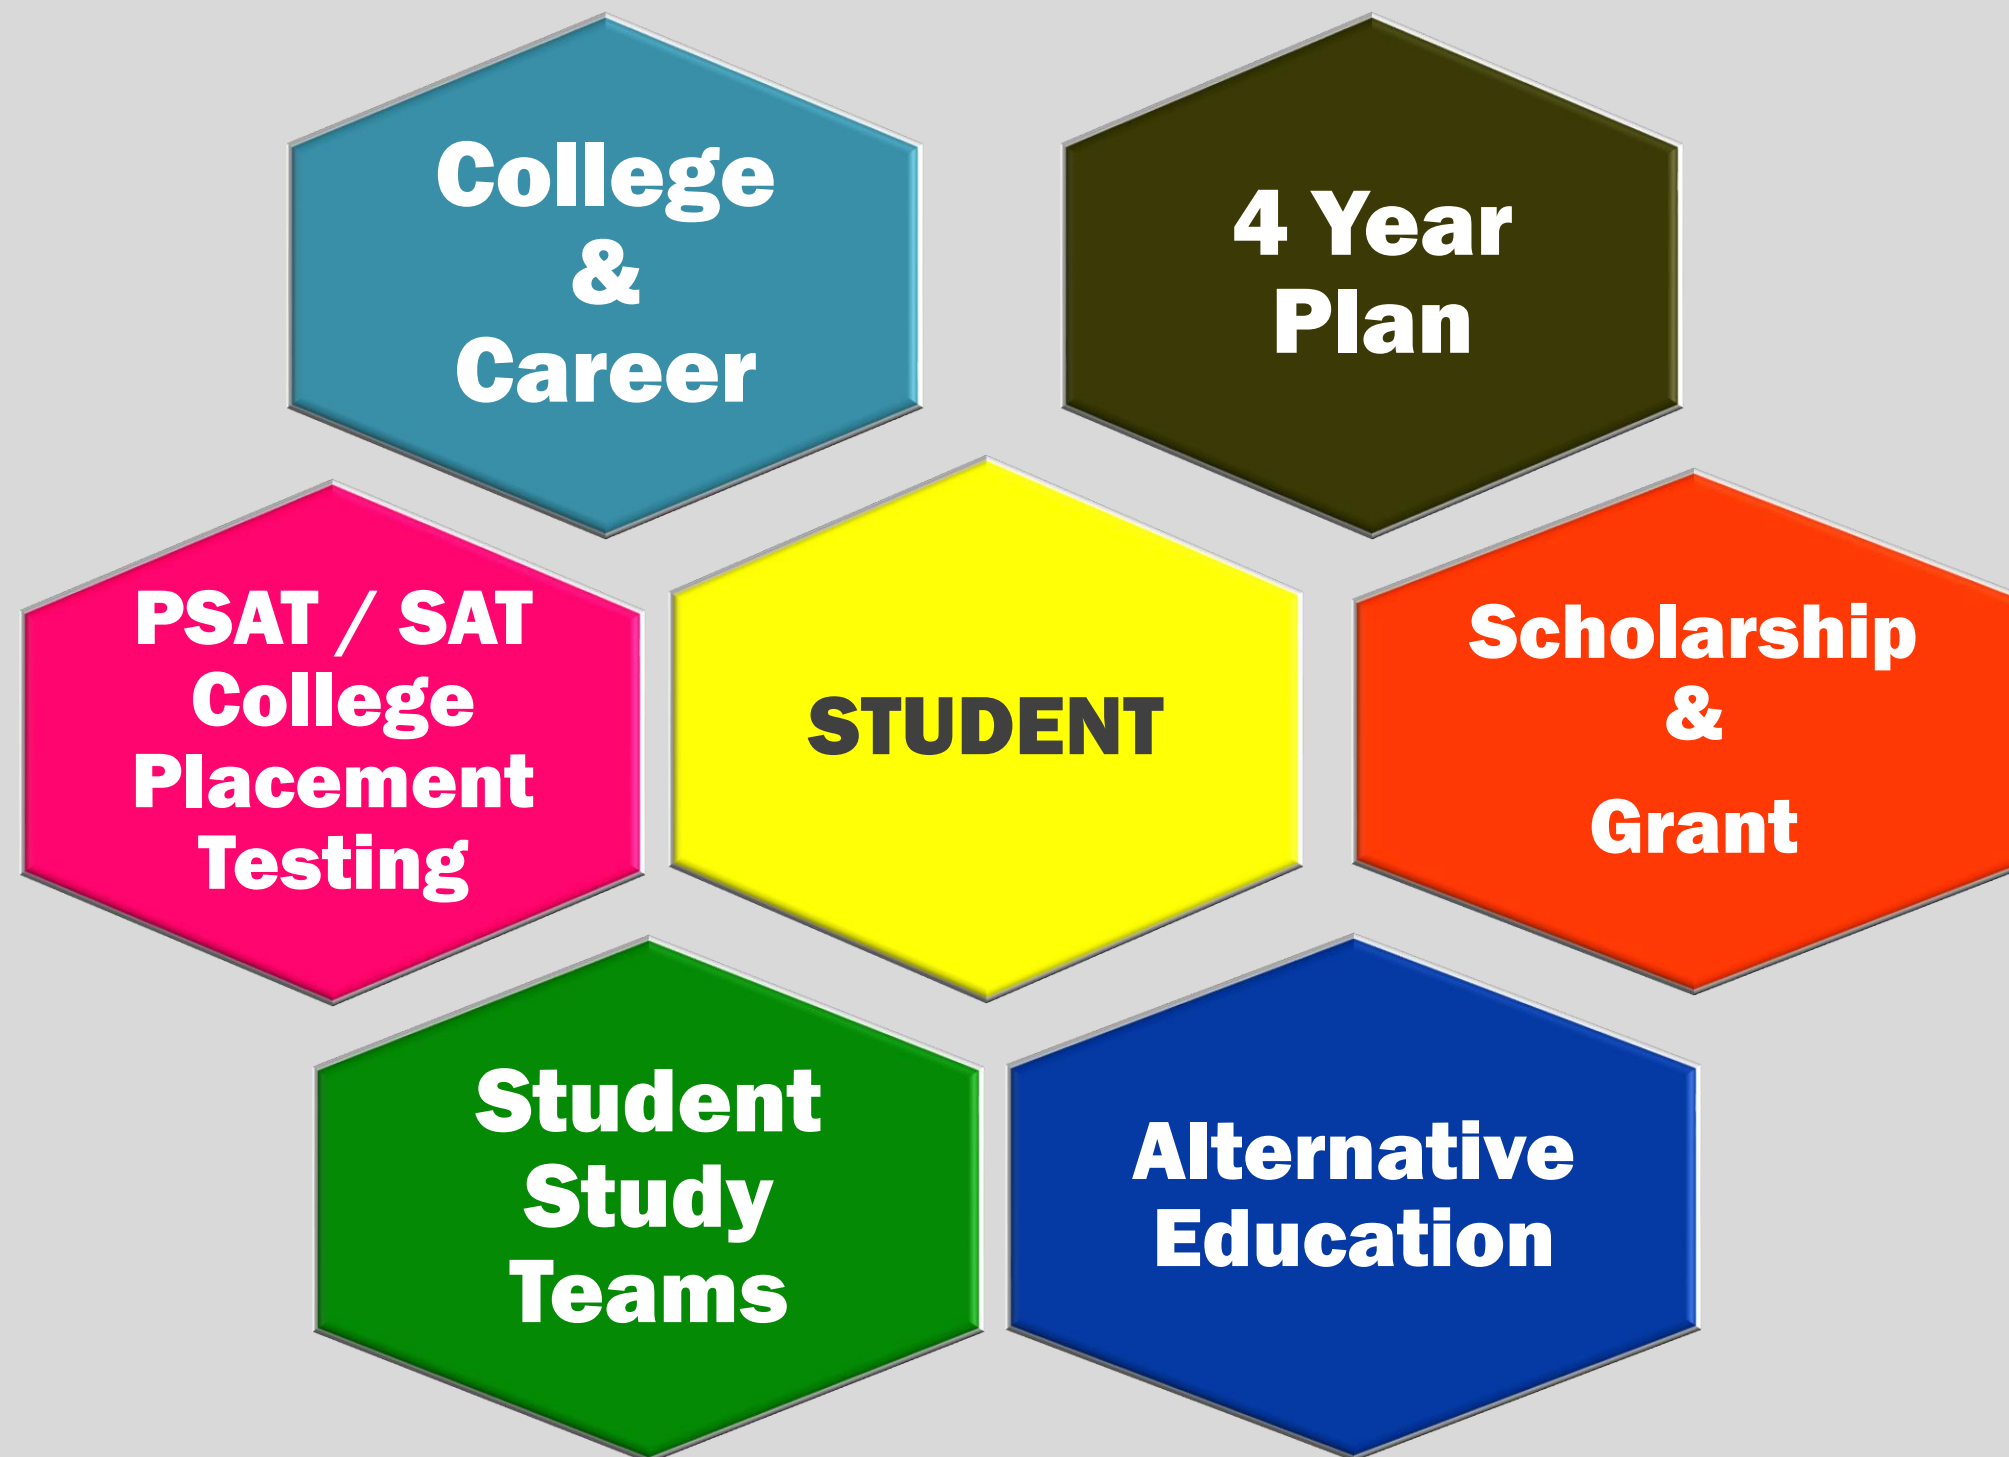 College
&
Career
4 Year
Plan
PSAT / SAT
College
Placement
Testing
STUDENT
Scholarship
&
Grant
Student
Study
Teams
Alternative
Education